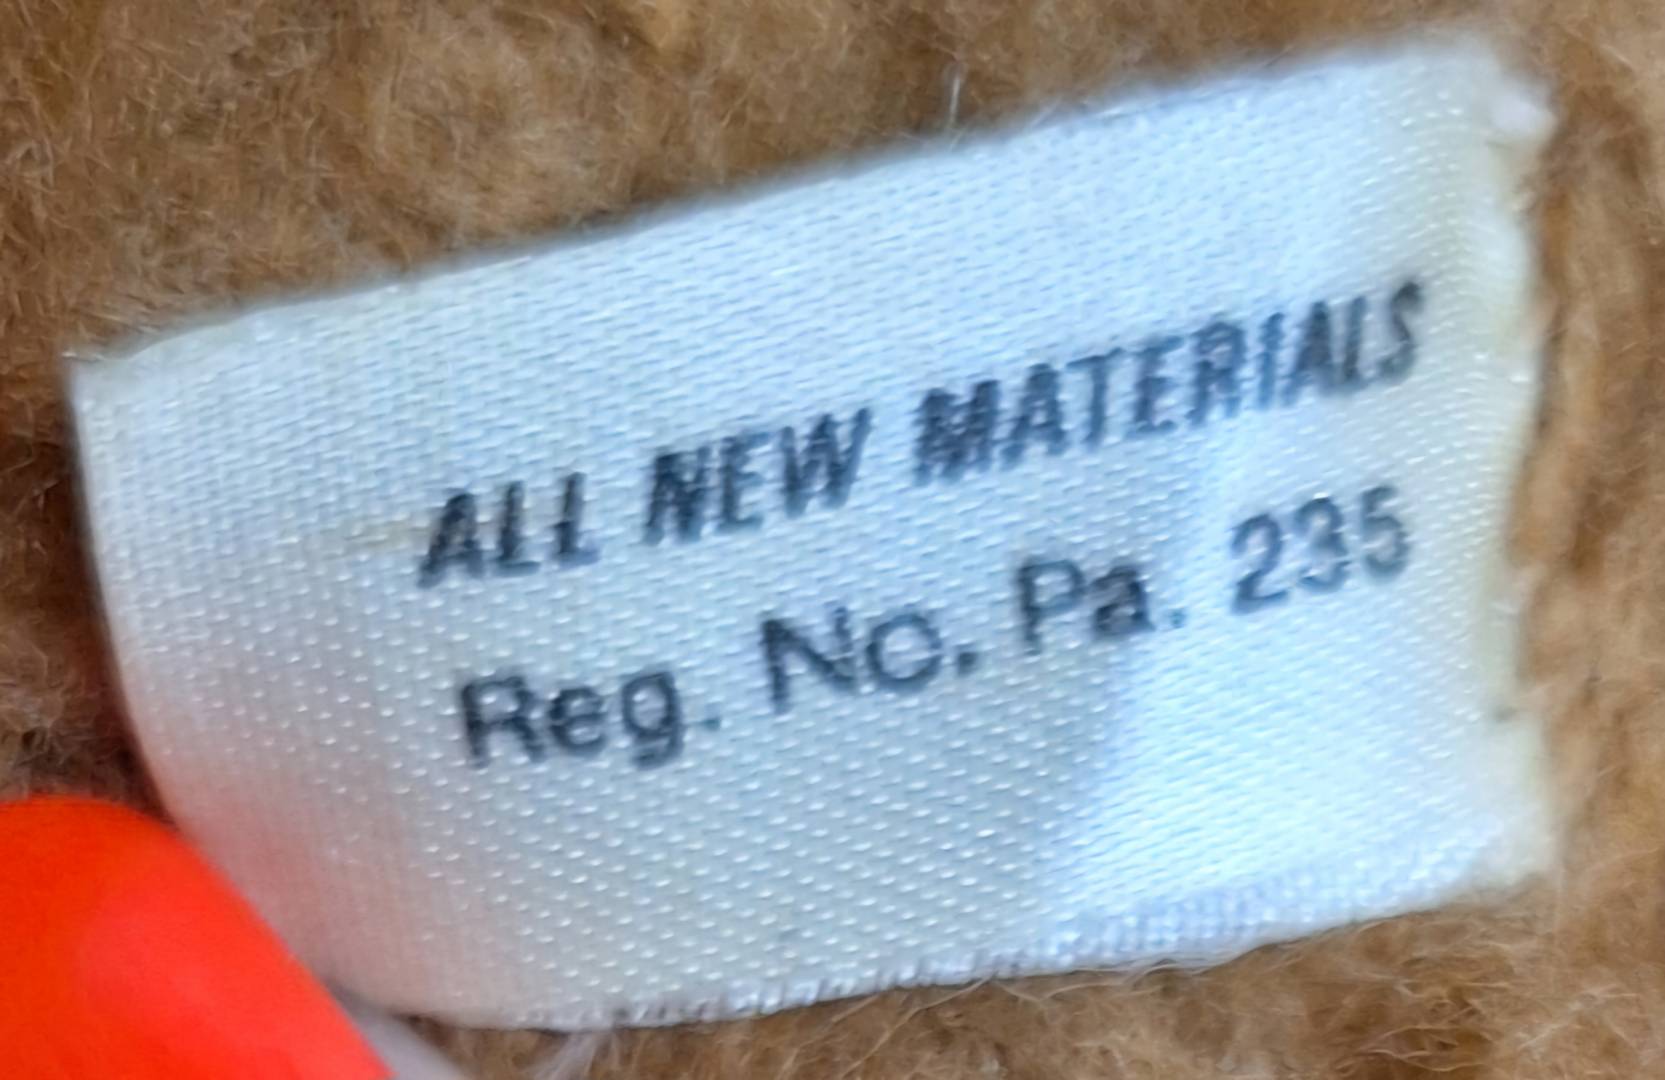 ALL NEW MATERIALS
Reg. No. Pa. 235